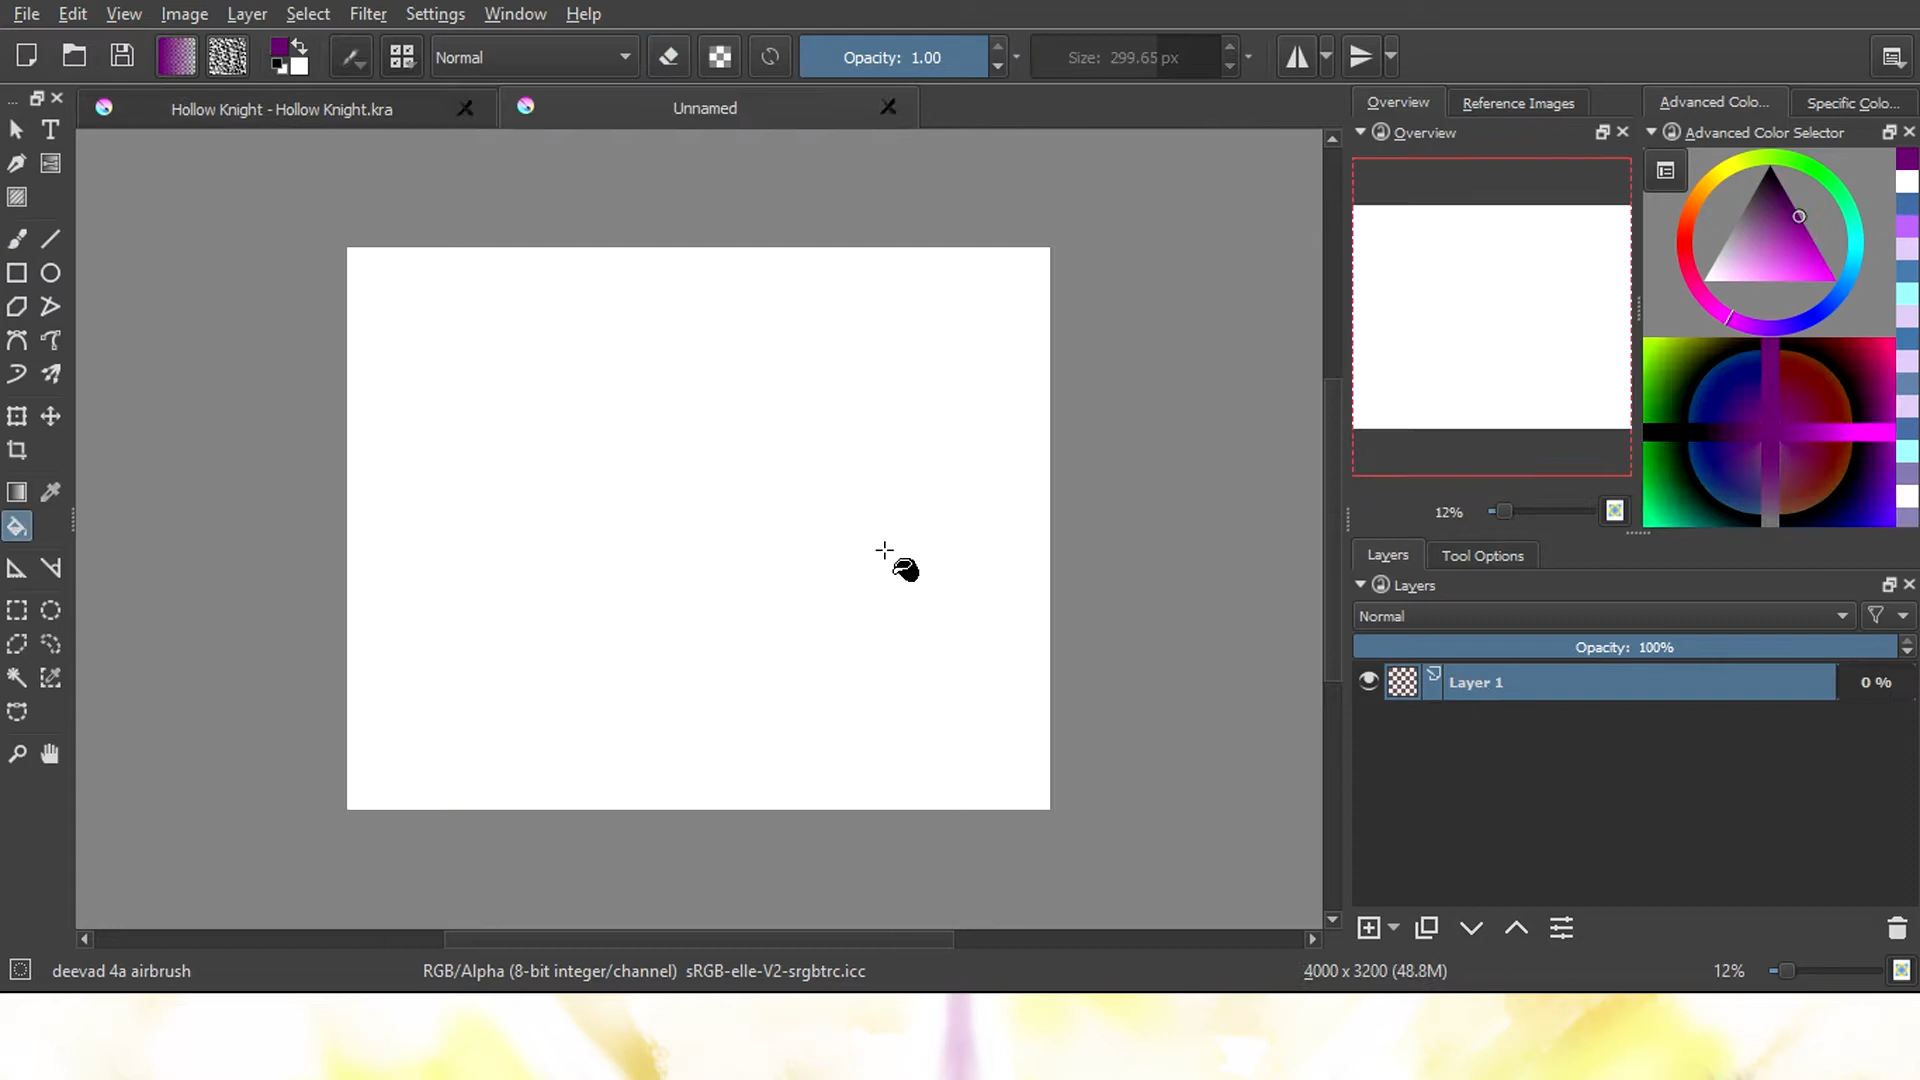 File Edit View Image Layer Select Filter Settings Window Help
Normal Opacity: 1.00 Size: 299.65 px
Hollow Knight - Hollow Knight.kra Unnamed
Overview Reference Images Advanced Colo... Specific Colo...
Overview Advanced Color Selector
12%
Layers Tool Options
Layers
Normal
Opacity: 100%
Layer 1 0 %
deevad 4a airbrush RGB/Alpha (8-bit integer/channel) sRGB-elle-V2-srgbtrc.icc 4000 x 3200 (48.8M) 12%